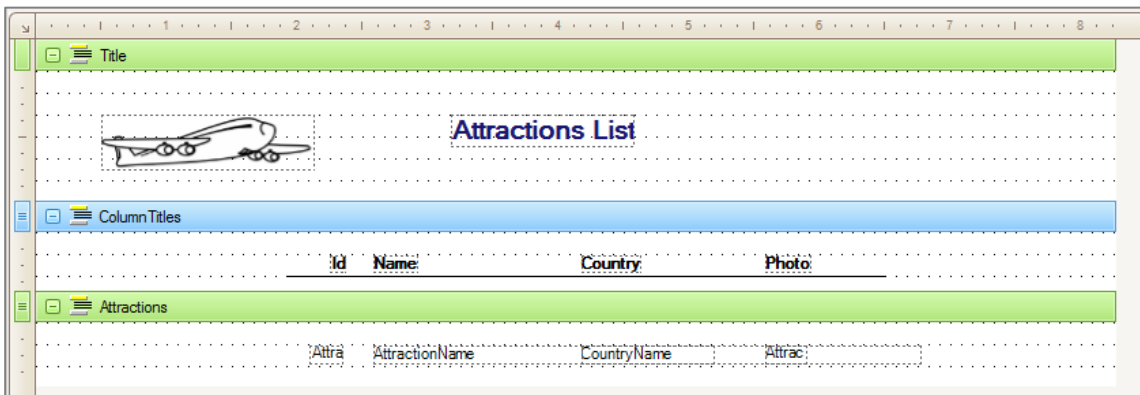 1 2 3 4 5 6 7 8
Title
Attractions List
ColumnTitles
Id Name Country Photo
Attractions
Attra AttractionName CountryName Attrac